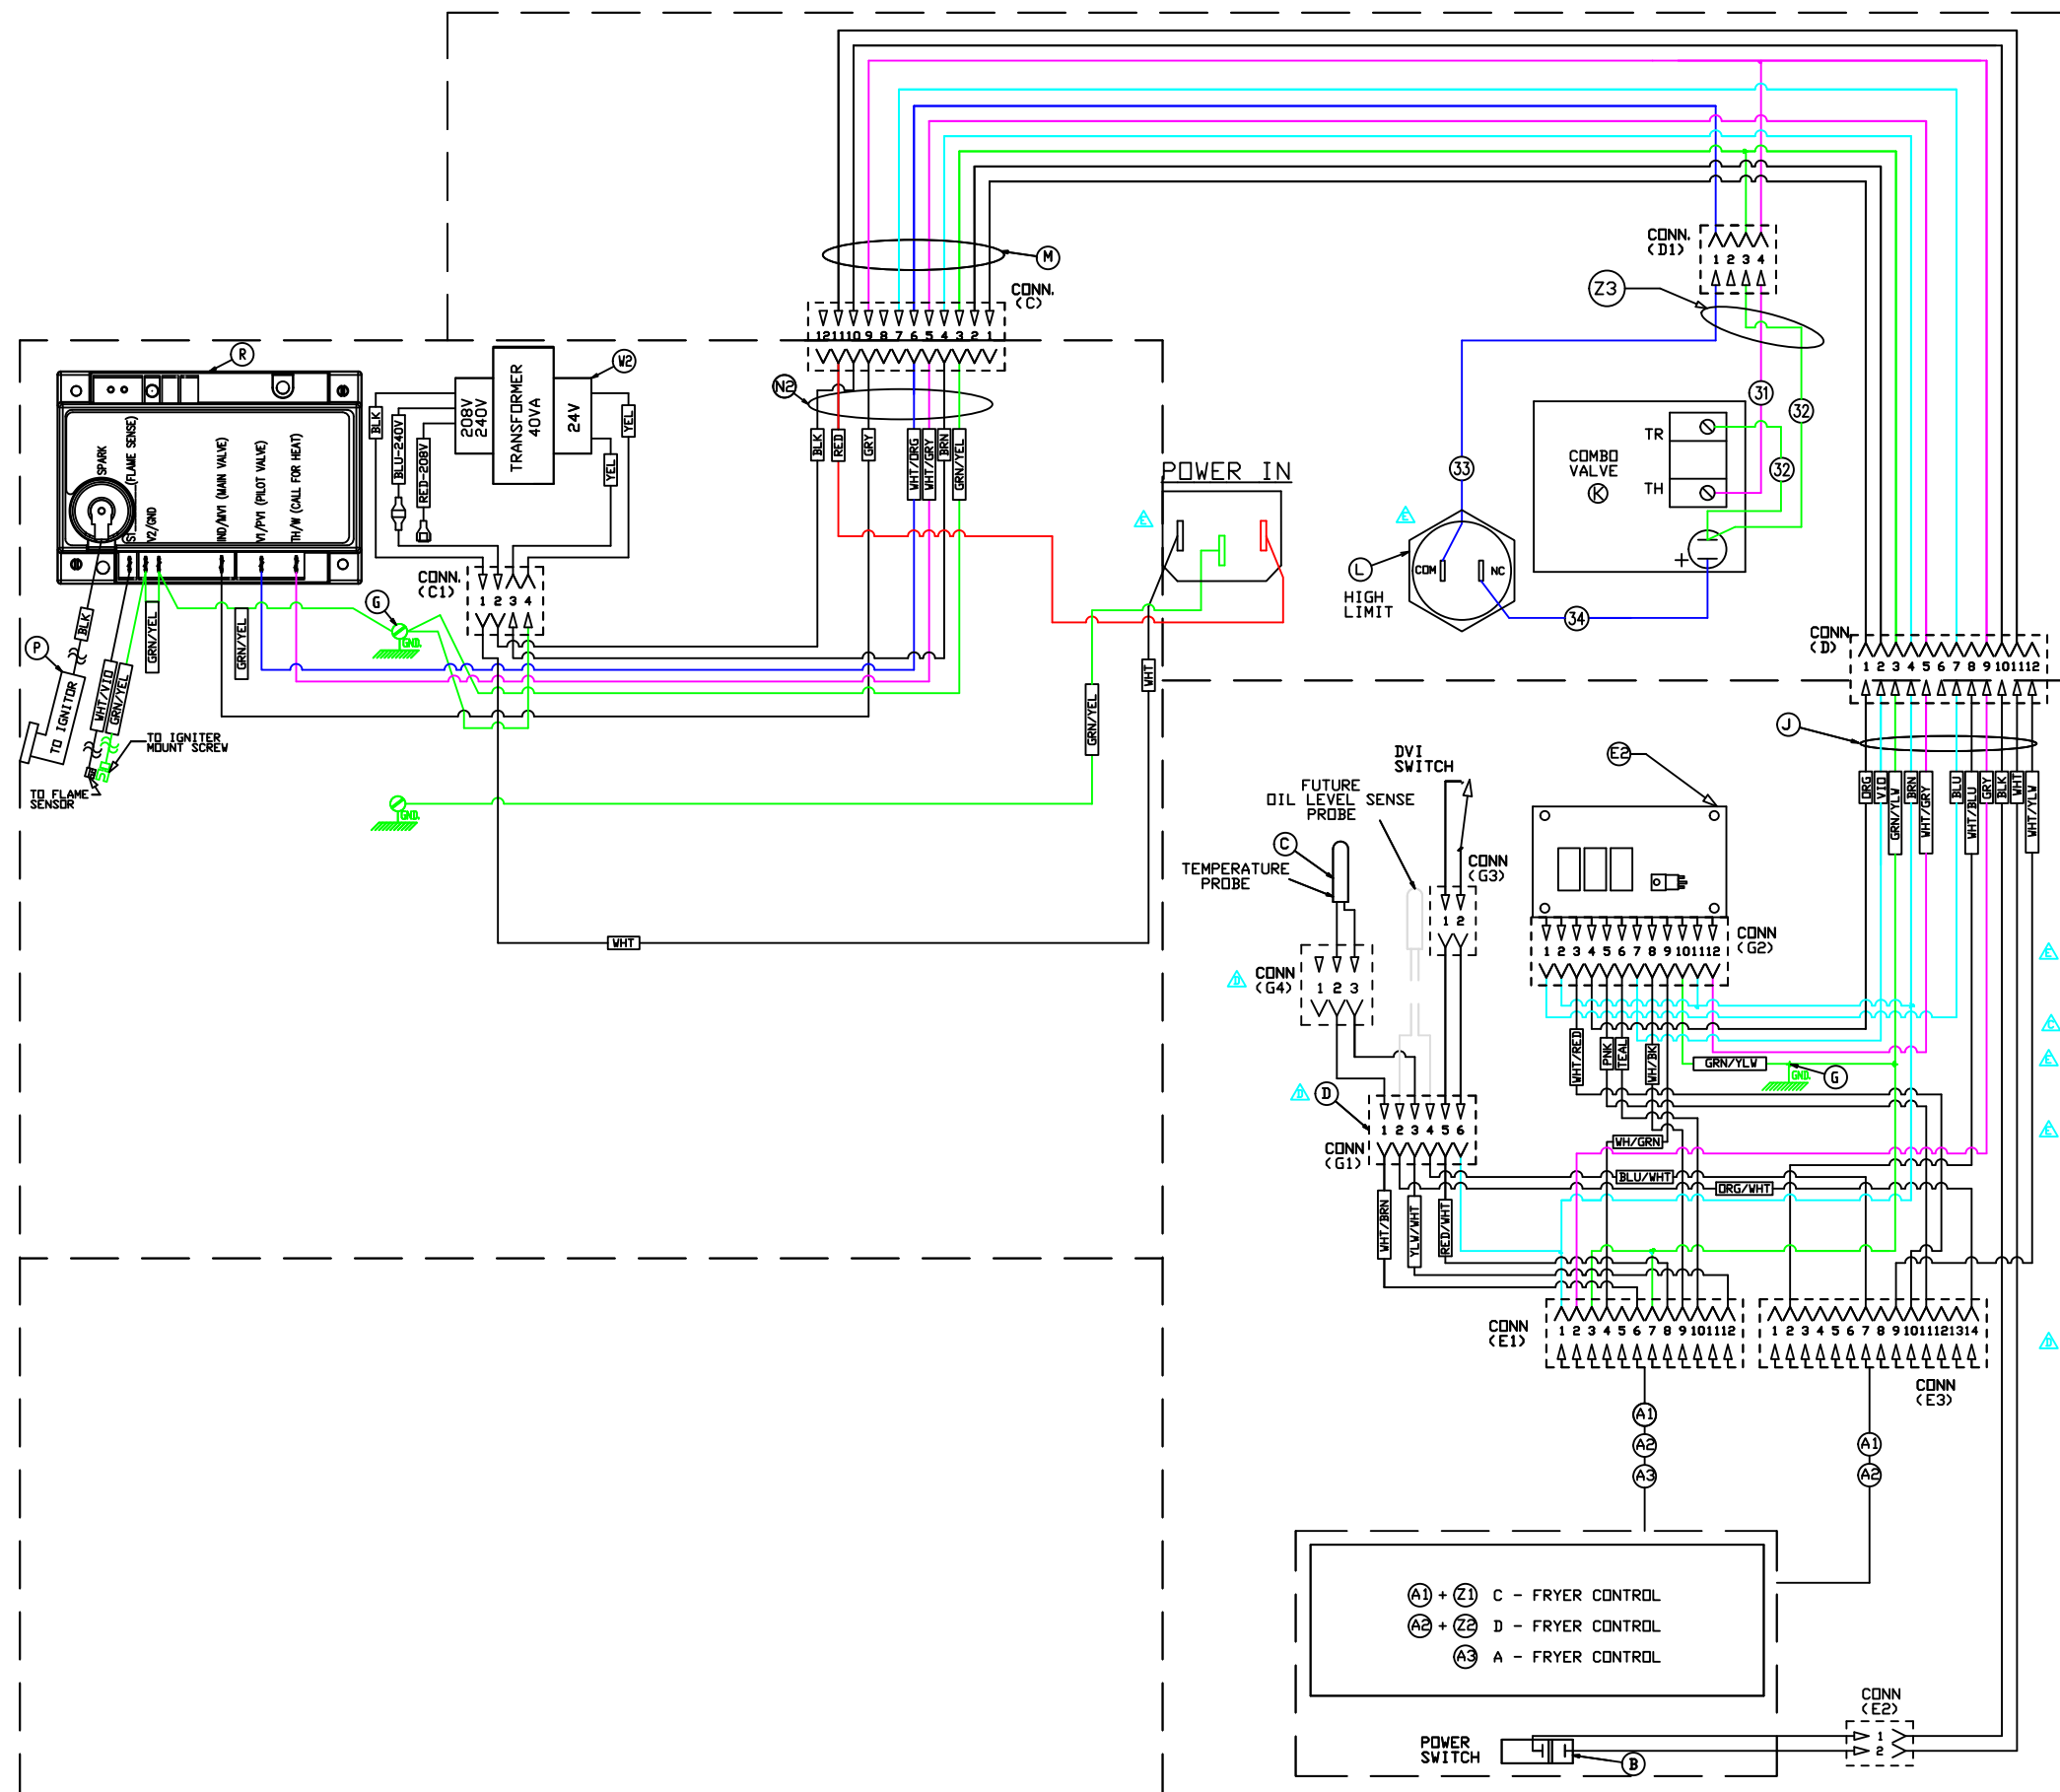 M
CONN.
(C)
12 11 10 9 8 7 6 5 4 3 2 1
N2
BLK
RED
GRY
WHT/ORG
WHT/GRY
BRN
GRN/YEL
R
SPARK
S1 (FLAME SENSE)
V2/GND
IND/MV1 (MAIN VALVE)
V1/PV1 (PILOT VALVE)
TH/W (CALL FOR HEAT)
W2
208V
240V
TRANSFORMER
40VA
24V
BLK
BLU-240V
RED-208V
YEL
YEL
CONN.
(C1)
1 2 3 4
G
GND.
P
BLK
TO IGNITOR
WHT/VIO
GRN/YEL
GRN/YEL
GRN/YEL
TO IGNITER
MOUNT SCREW
TO FLAME
SENSOR
GND.
WHT
GRN/YEL
WHT
POWER IN
E
CONN.
(D1)
1 2 3 4
Z3
31
32
32
33
34
TR
TH
COMBO
VALVE
K
+
E
L
HIGH
LIMIT
COM
NC
CONN
(D)
1 2 3 4 5 6 7 8 9 10 11 12
J
ORG
VIO
GRN/YLW
BRN
WHT/GRY
BLU
WHT/BLU
GRY
BLK
WHT
WHT/YLW
E2
DVI
SWITCH
FUTURE
OIL LEVEL SENSE
PROBE
C
TEMPERATURE
PROBE
CONN
(G3)
1 2
CONN
(G2)
1 2 3 4 5 6 7 8 9 10 11 12
D
CONN
(G4)
1 2 3
WHT/RED
PNK
TEAL
WH/BK
GRN/YLW
GND.
G
WH/GRN
BLU/WHT
ORG/WHT
D
D
CONN
(G1)
1 2 3 4 5 6
WHT/BRN
YLW/WHT
RED/WHT
E
C
E
E
D
CONN
(E1)
1 2 3 4 5 6 7 8 9 10 11 12
1 2 3 4 5 6 7 8 9 10 11 12 13 14
CONN
(E3)
A1
A2
A3
A1
A2
A1 + Z1 C - FRYER CONTROL
A2 + Z2 D - FRYER CONTROL
A3 A - FRYER CONTROL
CONN
(E2)
1
2
POWER
SWITCH
B